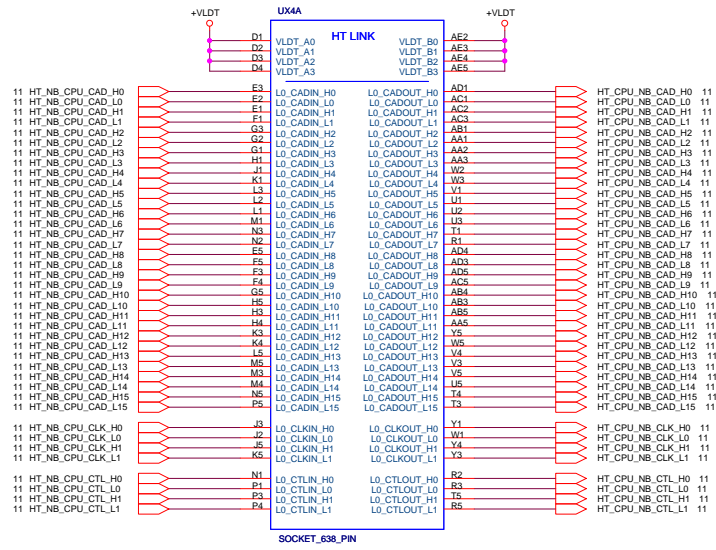 UX4A
+VLDT +VLDT
HT LINK
D1 VLDT_A0 VLDT_B0 AE2
D2 VLDT_A1 VLDT_B1 AE3
D3 VLDT_A2 VLDT_B2 AE4
D4 VLDT_A3 VLDT_B3 AE5
11 HT_NB_CPU_CAD_H0 E3 L0_CADIN_H0 L0_CADOUT_H0 AD1 HT_CPU_NB_CAD_H0 11
11 HT_NB_CPU_CAD_L0 E2 L0_CADIN_L0 L0_CADOUT_L0 AC1 HT_CPU_NB_CAD_L0 11
11 HT_NB_CPU_CAD_H1 E1 L0_CADIN_H1 L0_CADOUT_H1 AC2 HT_CPU_NB_CAD_H1 11
11 HT_NB_CPU_CAD_L1 F1 L0_CADIN_L1 L0_CADOUT_L1 AC3 HT_CPU_NB_CAD_L1 11
11 HT_NB_CPU_CAD_H2 G3 L0_CADIN_H2 L0_CADOUT_H2 AB1 HT_CPU_NB_CAD_H2 11
11 HT_NB_CPU_CAD_L2 G2 L0_CADIN_L2 L0_CADOUT_L2 AA1 HT_CPU_NB_CAD_L2 11
11 HT_NB_CPU_CAD_H3 G1 L0_CADIN_H3 L0_CADOUT_H3 AA2 HT_CPU_NB_CAD_H3 11
11 HT_NB_CPU_CAD_L3 H1 L0_CADIN_L3 L0_CADOUT_L3 AA3 HT_CPU_NB_CAD_L3 11
11 HT_NB_CPU_CAD_H4 J1 L0_CADIN_H4 L0_CADOUT_H4 W2 HT_CPU_NB_CAD_H4 11
11 HT_NB_CPU_CAD_L4 K1 L0_CADIN_L4 L0_CADOUT_L4 W3 HT_CPU_NB_CAD_L4 11
11 HT_NB_CPU_CAD_H5 L3 L0_CADIN_H5 L0_CADOUT_H5 V1 HT_CPU_NB_CAD_H5 11
11 HT_NB_CPU_CAD_L5 L2 L0_CADIN_L5 L0_CADOUT_L5 U1 HT_CPU_NB_CAD_L5 11
11 HT_NB_CPU_CAD_H6 L1 L0_CADIN_H6 L0_CADOUT_H6 U2 HT_CPU_NB_CAD_H6 11
11 HT_NB_CPU_CAD_L6 M1 L0_CADIN_L6 L0_CADOUT_L6 U3 HT_CPU_NB_CAD_L6 11
11 HT_NB_CPU_CAD_H7 N3 L0_CADIN_H7 L0_CADOUT_H7 T1 HT_CPU_NB_CAD_H7 11
11 HT_NB_CPU_CAD_L7 N2 L0_CADIN_L7 L0_CADOUT_L7 R1 HT_CPU_NB_CAD_L7 11
11 HT_NB_CPU_CAD_H8 E5 L0_CADIN_H8 L0_CADOUT_H8 AD4 HT_CPU_NB_CAD_H8 11
11 HT_NB_CPU_CAD_L8 F5 L0_CADIN_L8 L0_CADOUT_L8 AD3 HT_CPU_NB_CAD_L8 11
11 HT_NB_CPU_CAD_H9 F3 L0_CADIN_H9 L0_CADOUT_H9 AD5 HT_CPU_NB_CAD_H9 11
11 HT_NB_CPU_CAD_L9 F4 L0_CADIN_L9 L0_CADOUT_L9 AC5 HT_CPU_NB_CAD_L9 11
11 HT_NB_CPU_CAD_H10 G5 L0_CADIN_H10 L0_CADOUT_H10 AB4 HT_CPU_NB_CAD_H10 11
11 HT_NB_CPU_CAD_L10 H5 L0_CADIN_L10 L0_CADOUT_L10 AB3 HT_CPU_NB_CAD_L10 11
11 HT_NB_CPU_CAD_H11 H3 L0_CADIN_H11 L0_CADOUT_H11 AB5 HT_CPU_NB_CAD_H11 11
11 HT_NB_CPU_CAD_L11 H4 L0_CADIN_L11 L0_CADOUT_L11 AA5 HT_CPU_NB_CAD_L11 11
11 HT_NB_CPU_CAD_H12 K3 L0_CADIN_H12 L0_CADOUT_H12 Y5 HT_CPU_NB_CAD_H12 11
11 HT_NB_CPU_CAD_L12 K4 L0_CADIN_L12 L0_CADOUT_L12 W5 HT_CPU_NB_CAD_L12 11
11 HT_NB_CPU_CAD_H13 L5 L0_CADIN_H13 L0_CADOUT_H13 V4 HT_CPU_NB_CAD_H13 11
11 HT_NB_CPU_CAD_L13 M5 L0_CADIN_L13 L0_CADOUT_L13 V3 HT_CPU_NB_CAD_L13 11
11 HT_NB_CPU_CAD_H14 M3 L0_CADIN_H14 L0_CADOUT_H14 V5 HT_CPU_NB_CAD_H14 11
11 HT_NB_CPU_CAD_L14 M4 L0_CADIN_L14 L0_CADOUT_L14 U5 HT_CPU_NB_CAD_L14 11
11 HT_NB_CPU_CAD_H15 N5 L0_CADIN_H15 L0_CADOUT_H15 T4 HT_CPU_NB_CAD_H15 11
11 HT_NB_CPU_CAD_L15 P5 L0_CADIN_L15 L0_CADOUT_L15 T3 HT_CPU_NB_CAD_L15 11
11 HT_NB_CPU_CLK_H0 J3 L0_CLKIN_H0 L0_CLKOUT_H0 Y1 HT_CPU_NB_CLK_H0 11
11 HT_NB_CPU_CLK_L0 J2 L0_CLKIN_L0 L0_CLKOUT_L0 W1 HT_CPU_NB_CLK_L0 11
11 HT_NB_CPU_CLK_H1 J5 L0_CLKIN_H1 L0_CLKOUT_H1 Y4 HT_CPU_NB_CLK_H1 11
11 HT_NB_CPU_CLK_L1 K5 L0_CLKIN_L1 L0_CLKOUT_L1 Y3 HT_CPU_NB_CLK_L1 11
11 HT_NB_CPU_CTL_H0 N1 L0_CTLIN_H0 L0_CTLOUT_H0 R2 HT_CPU_NB_CTL_H0 11
11 HT_NB_CPU_CTL_L0 P1 L0_CTLIN_L0 L0_CTLOUT_L0 R3 HT_CPU_NB_CTL_L0 11
11 HT_NB_CPU_CTL_H1 P3 L0_CTLIN_H1 L0_CTLOUT_H1 T5 HT_CPU_NB_CTL_H1 11
11 HT_NB_CPU_CTL_L1 P4 L0_CTLIN_L1 L0_CTLOUT_L1 R5 HT_CPU_NB_CTL_L1 11
SOCKET_638_PIN